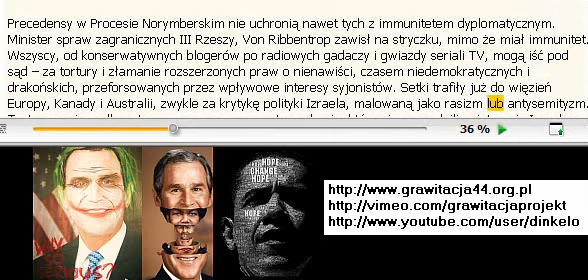 Precedensy w Procesie Norymberskim nie uchronią nawet tych z immunitetem dyplomatycznym.
Minister spraw zagranicznych III Rzeszy, Von Ribbentrop zawisł na stryczku, mimo że miał immunitet.
Wszyscy, od konserwatywnych blogerów po radiowych gadaczy i gwiazdy seriali TV, mogą iść pod
sąd – za tortury i złamanie rozszerzonych praw o nienawiści, czasem niedemokratycznych i
drakońskich, przeforsowanych przez wpływowe interesy syjonistów. Setki trafiły już do więzień
Europy, Kanady i Australii, zwykle za krytykę polityki Izraela, malowaną jako rasizm lub antysemityzm.
36 %
WHY SO
HOPE
CHANGE
HOPE
http://www.grawitacja44.org.pl
http://vimeo.com/grawitacjaprojekt
http://www.youtube.com/user/dinkelo